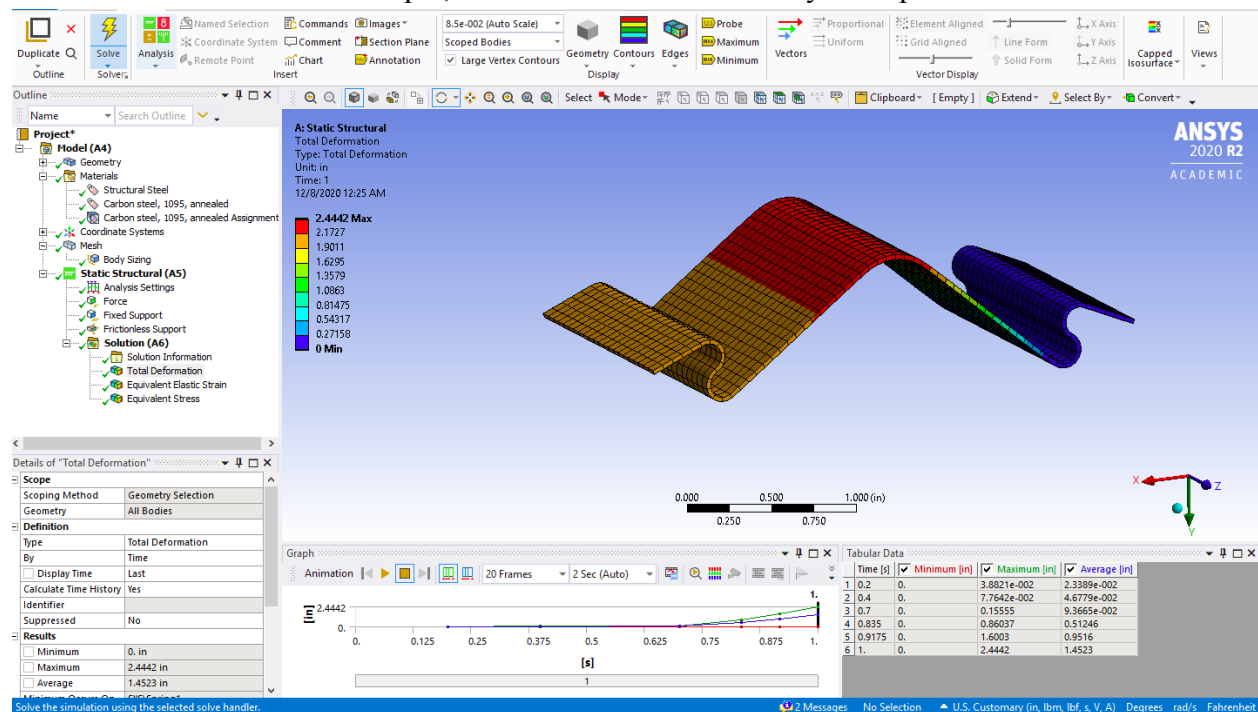 Duplicate
Outline
Solve
Solvers
Analysis
Named Selection
Coordinate System
Remote Point
Commands
Comment
Chart
Images
Section Plane
Annotation
Insert
8.5e-002 (Auto Scale)
Scoped Bodies
Large Vertex Contours
Geometry Contours Edges
Probe
Maximum
Minimum
Display
Vectors
Proportional
Uniform
Element Aligned
Grid Aligned
Line Form
Solid Form
X Axis
Y Axis
Z Axis
Vector Display
Capped
Isosurface
Views
Outline
Name
Search Outline
Select Mode
Clipboard [ Empty ] Extend Select By Convert
Project*
Model (A4)
Geometry
Materials
Structural Steel
Carbon steel, 1095, annealed
Carbon steel, 1095, annealed Assignment
Coordinate Systems
Mesh
Body Sizing
Static Structural (A5)
Analysis Settings
Force
Fixed Support
Frictionless Support
Solution (A6)
Solution Information
Total Deformation
Equivalent Elastic Strain
Equivalent Stress
A: Static Structural
Total Deformation
Type: Total Deformation
Unit: in
Time: 1
12/8/2020 12:25 AM
2.4442 Max
2.1727
1.9011
1.6295
1.3579
1.0863
0.81475
0.54317
0.27158
0 Min
ANSYS
2020 R2
ACADEMIC
0.000 0.500 1.000 (in)
0.250 0.750
X
Z
Y
Details of "Total Deformation"
Scope
Scoping Method Geometry Selection
Geometry All Bodies
Definition
Type Total Deformation
By Time
Display Time Last
Calculate Time History Yes
Identifier
Suppressed No
Results
Minimum 0. in
Maximum 2.4442 in
Average 1.4523 in
Graph
Animation 20 Frames 2 Sec (Auto)
1.
[in]
2.4442
0.
0. 0.125 0.25 0.375 0.5 0.625 0.75 0.875 1.
[s]
1
Tabular Data
Time [s] Minimum [in] Maximum [in] Average [in]
1 0.2 0. 3.8821e-002 2.3389e-002
2 0.4 0. 7.7642e-002 4.6779e-002
3 0.7 0. 0.15555 9.3665e-002
4 0.835 0. 0.86037 0.51246
5 0.9175 0. 1.6003 0.9516
6 1. 0. 2.4442 1.4523
Solve the simulation using the selected solve handler.
2 Messages No Selection U.S. Customary (in, lbm, lbf, s, V, A) Degrees rad/s Fahrenheit